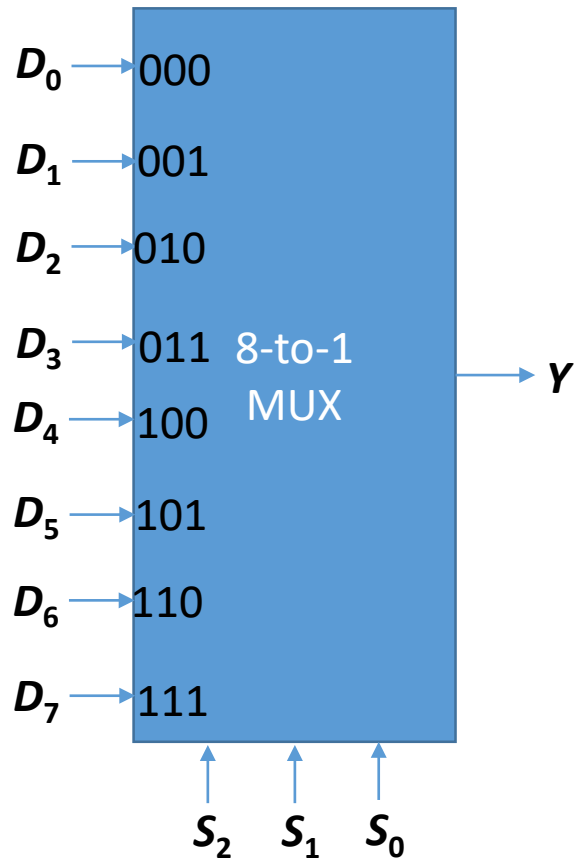 D₀ 000
D₁ 001
D₂ 010
D₃ 011
8-to-1
MUX
Y
D₄ 100
D₅ 101
D₆ 110
D₇ 111
S₂ S₁ S₀